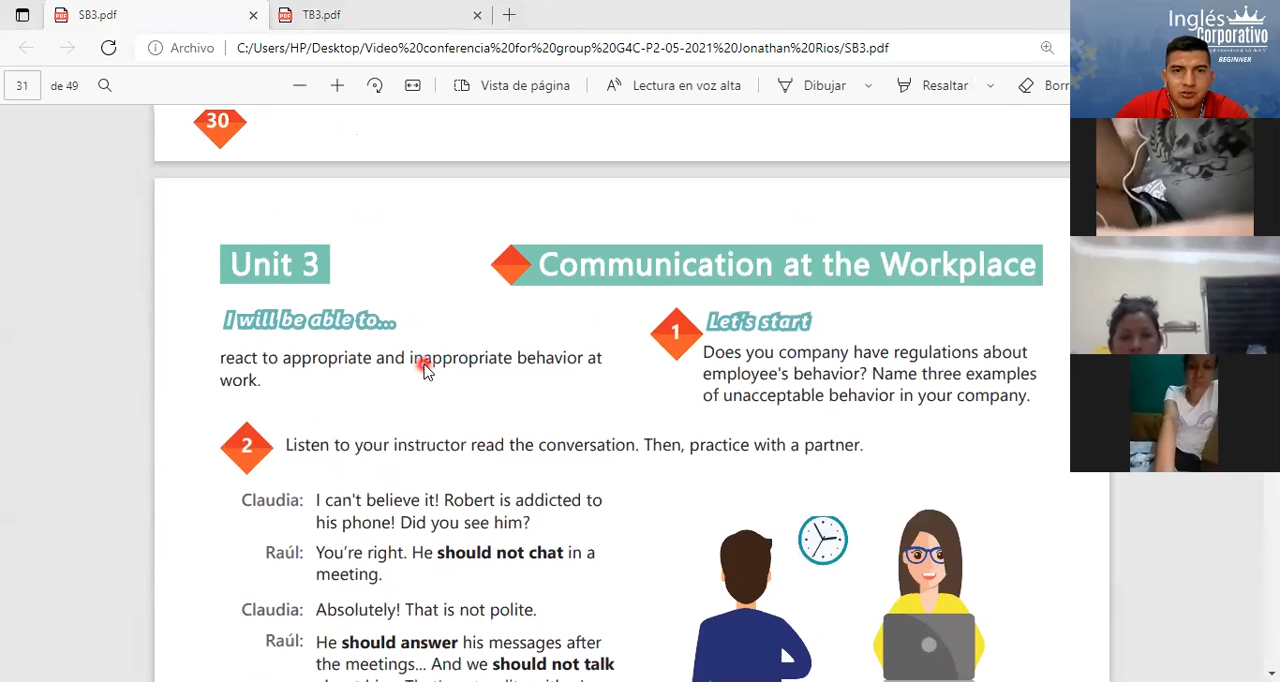 SB3.pdf
TB3.pdf
Archivo
C:/Users/HP/Desktop/Video%20conference%20for%20group%20G4C-P2-05-2021%20Jonathan%20Rios/SB3.pdf
31
de 49
Vista de página
Lectura en voz alta
Dibujar
Resaltar
Bor
Inglés
Corporativo
BEGINNER
30
Unit 3
Communication at the Workplace
I will be able to...
react to appropriate and inappropriate behavior at
work.
1
Let's start
Does you company have regulations about
employee's behavior? Name three examples
of unacceptable behavior in your company.
2
Listen to your instructor read the conversation. Then, practice with a partner.
Claudia: I can't believe it! Robert is addicted to
his phone! Did you see him?
Raúl: You're right. He should not chat in a
meeting.
Claudia: Absolutely! That is not polite.
Raúl: He should answer his messages after
the meetings... And we should not talk